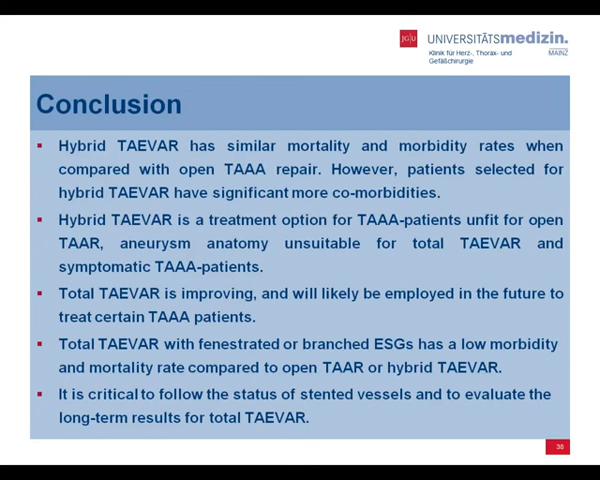 JG|U
UNIVERSITÄTSmedizin.
MAINZ
Klinik für Herz-, Thorax- und
Gefäßchirurgie
Conclusion
Hybrid TAEVAR has similar mortality and morbidity rates when
compared with open TAAA repair. However, patients selected for
hybrid TAEVAR have significant more co-morbidities.
Hybrid TAEVAR is a treatment option for TAAA-patients unfit for open
TAAR, aneurysm anatomy unsuitable for total TAEVAR and
symptomatic TAAA-patients.
Total TAEVAR is improving, and will likely be employed in the future to
treat certain TAAA patients.
Total TAEVAR with fenestrated or branched ESGs has a low morbidity
and mortality rate compared to open TAAR or hybrid TAEVAR.
It is critical to follow the status of stented vessels and to evaluate the
long-term results for total TAEVAR.
30